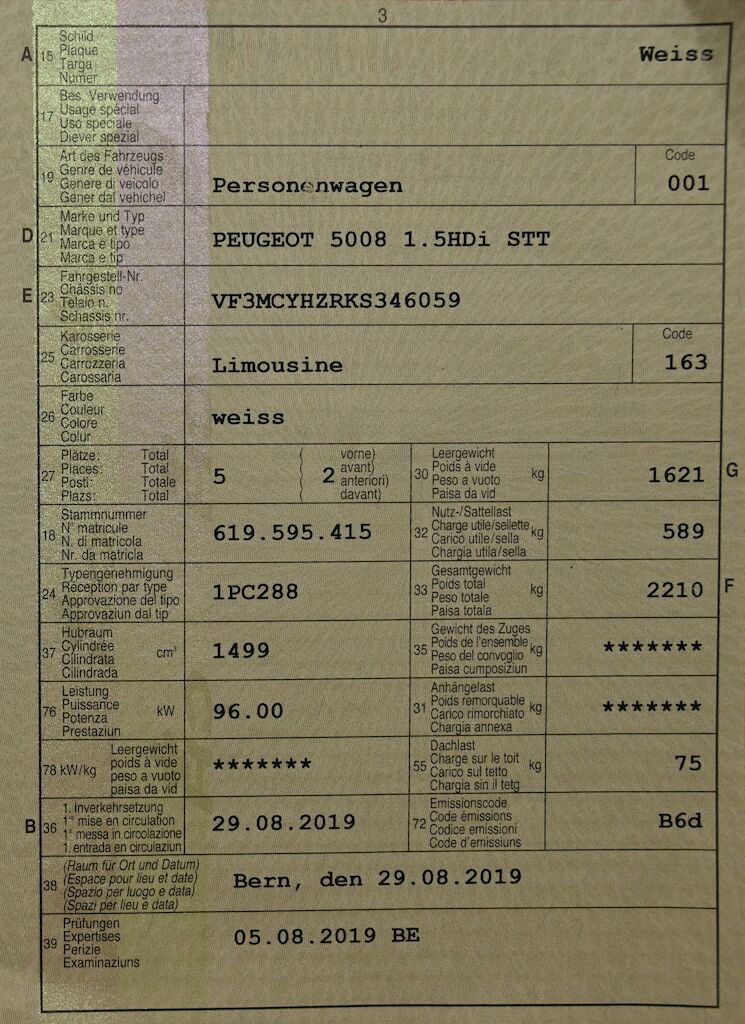 3
A 15 Schild
Plaque
Targa
Numer
Weiss
17 Bes. Verwendung
Usage spécial
Uso speciale
Diever spezial
19 Art des Fahrzeugs
Genre de véhicule
Genere di veicolo
Gener dal vehichel
Personenwagen
Code
001
D 21 Marke und Typ
Marque et type
Marca e tipo
Marca e tip
PEUGEOT 5008 1.5HDi STT
E 23 Fahrgestell-Nr.
Châssis no
Telaio n.
Schassis nr.
VF3MCYHZRKS346059
25 Karosserie
Carrosserie
Carrozzeria
Carossaria
Limousine
Code
163
26 Farbe
Couleur
Colore
Colur
weiss
27 Plätze: Total
Places: Total
Posti: Totale
Plazs: Total
5
( vorne)
( 2 avant)
( anteriori)
( davant)
30 Leergewicht
Poids à vide
Peso a vuoto
Paisa da vid
kg
1621
G
18 Stammnummer
N° matricule
N. di matricola
Nr. da matricla
619.595.415
32 Nutz-/Sattellast
Charge utile/sellette
Carico utile/sella
Chargia utila/sella
kg
589
24 Typengenehmigung
Réception par type
Approvazione del tipo
Approvaziun dal tip
1PC288
33 Gesamtgewicht
Poids total
Peso totale
Paisa totala
kg
2210
F
37 Hubraum
Cylindrée
Cilindrata
Cilindrada
cm³
1499
35 Gewicht des Zuges
Poids de l'ensemble
Peso del convoglio
Paisa cumposiziun
kg
*******
76 Leistung
Puissance
Potenza
Prestaziun
kW
96.00
31 Anhängelast
Poids remorquable
Carico rimorchiato
Chargia annexa
kg
*******
78 kW/kg
Leergewicht
poids à vide
peso a vuoto
paisa da vid
*******
55 Dachlast
Charge sur le toit
Carico sul tetto
Chargia sin il tetg
kg
75
B 36 1. Inverkehrsetzung
1re mise en circulation
1a messa in circolazione
1. entrada en circulaziun
29.08.2019
72 Emissionscode
Code émissions
Codice emissioni
Code d'emissiuns
B6d
38 (Raum für Ort und Datum)
(Espace pour lieu et date)
(Spazio per luogo e data)
(Spazi per lieu e data)
Bern, den 29.08.2019
39 Prüfungen
Expertises
Perizie
Examinaziuns
05.08.2019 BE